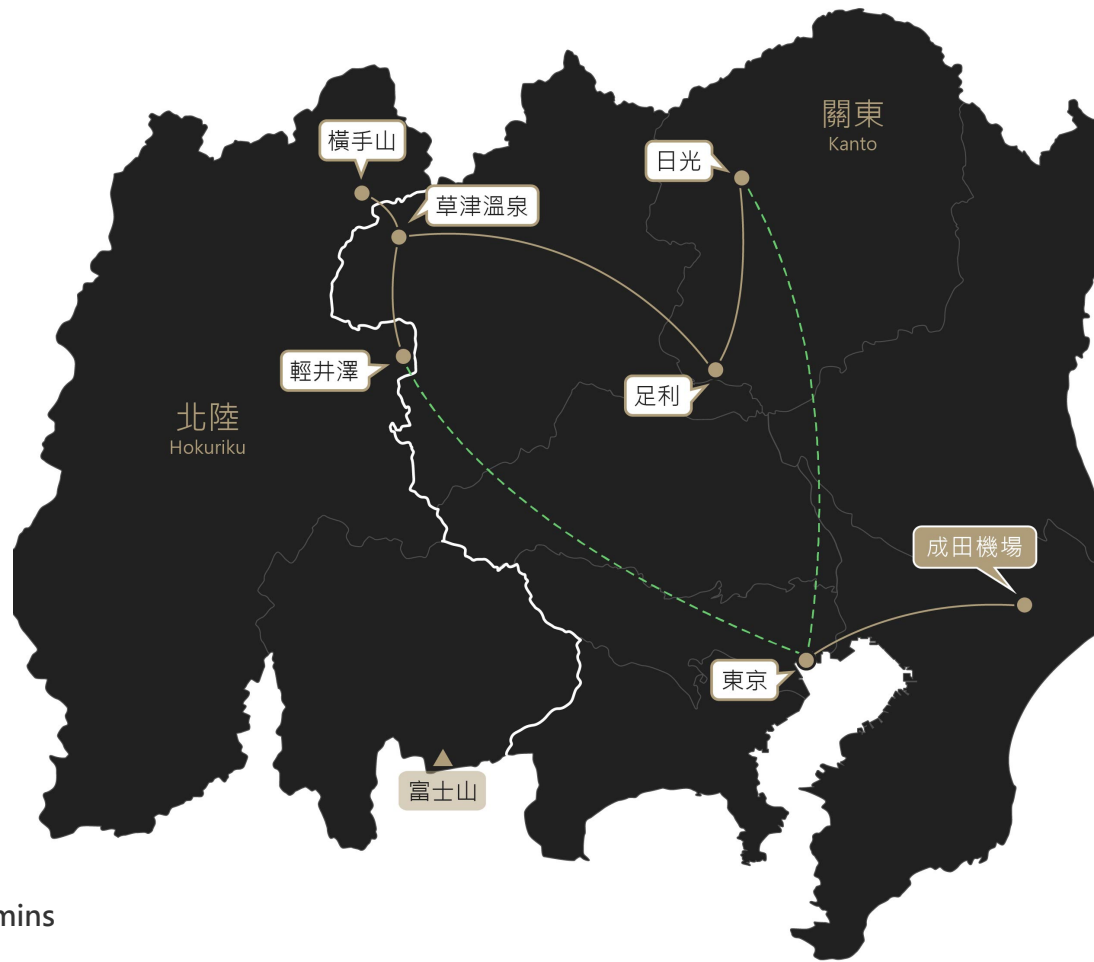 關東
Kanto
橫手山
日光
草津溫泉
輕井澤
足利
北陸
Hokuriku
成田機場
東京
富士山
mins